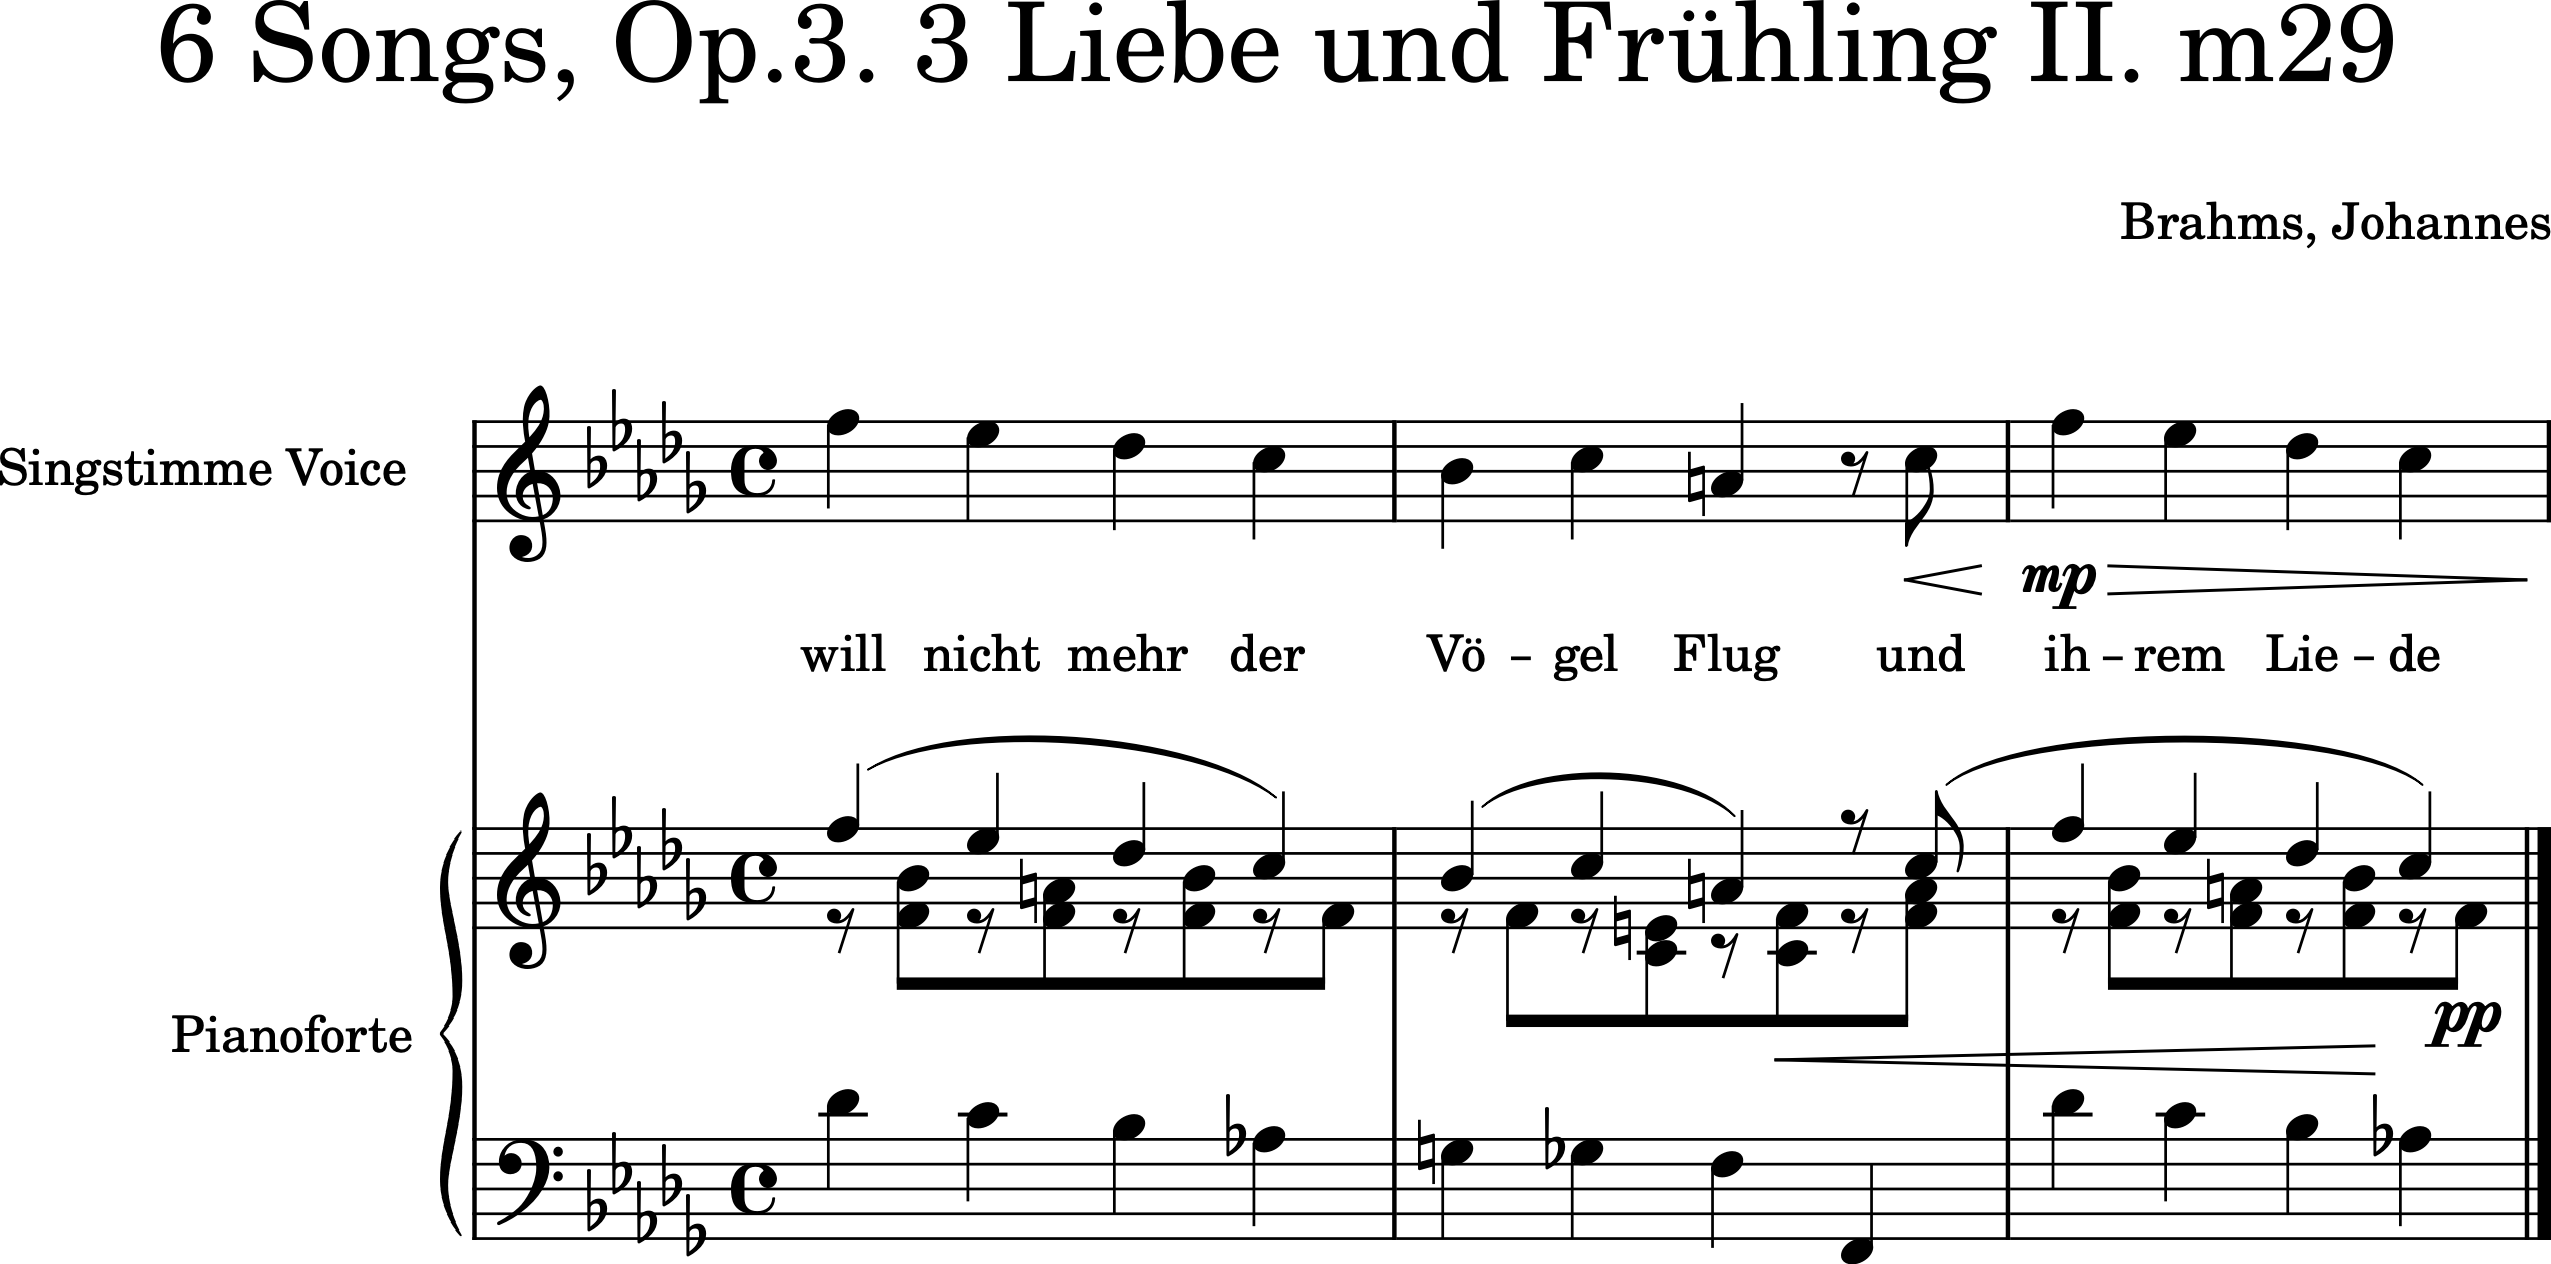 6 Songs, Op.3. 3 Liebe und Frühling II. m29
Brahms, Johannes
Singstimme Voice
mp
will nicht mehr der Vö – gel Flug und ih – rem Lie – de
Pianoforte
pp